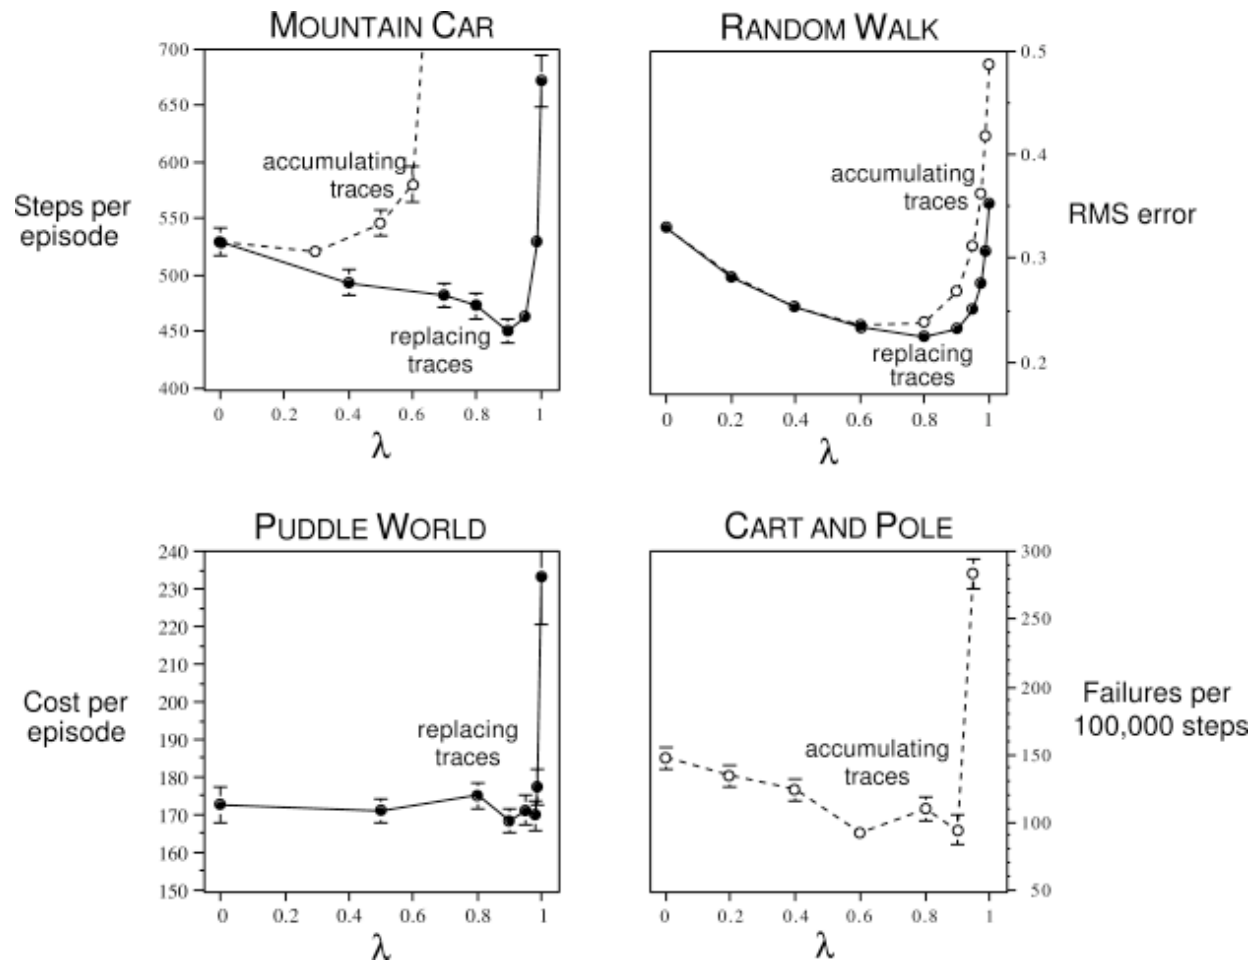 MOUNTAIN CAR
700
650
600
550
500
450
400
Steps per
episode
accumulating
traces
replacing
traces
0
0.2
0.4
0.6
0.8
1
λ
RANDOM WALK
0.5
0.4
0.3
0.2
RMS error
accumulating
traces
replacing
traces
0
0.2
0.4
0.6
0.8
1
λ
PUDDLE WORLD
240
230
220
210
200
190
180
170
160
150
Cost per
episode
replacing
traces
0
0.2
0.4
0.6
0.8
1
λ
CART AND POLE
300
250
200
150
100
50
Failures per
100,000 steps
accumulating
traces
0
0.2
0.4
0.6
0.8
1
λ